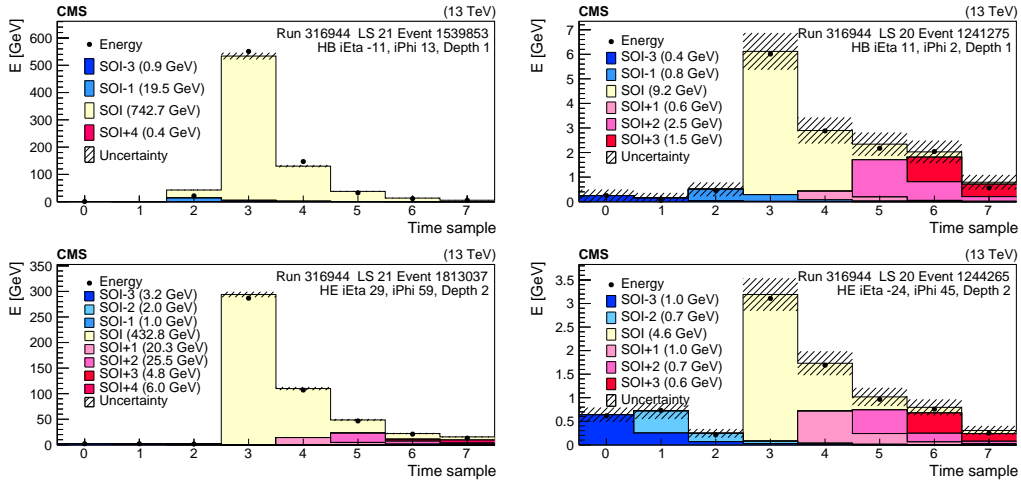 CMS (13 TeV)
E [GeV]
Run 316944 LS 21 Event 1539853
HB iEta -11, iPhi 13, Depth 1
Energy
SOI-3 (0.9 GeV)
SOI-1 (19.5 GeV)
SOI (742.7 GeV)
SOI+4 (0.4 GeV)
Uncertainty
600
500
400
300
200
100
0
0 1 2 3 4 5 6 7
Time sample
CMS (13 TeV)
E [GeV]
Run 316944 LS 20 Event 1241275
HB iEta 11, iPhi 2, Depth 1
Energy
SOI-3 (0.4 GeV)
SOI-1 (0.8 GeV)
SOI (9.2 GeV)
SOI+1 (0.6 GeV)
SOI+2 (2.5 GeV)
SOI+3 (1.5 GeV)
Uncertainty
7
6
5
4
3
2
1
0
0 1 2 3 4 5 6 7
Time sample
CMS (13 TeV)
E [GeV]
Run 316944 LS 21 Event 1813037
HE iEta 29, iPhi 59, Depth 2
Energy
SOI-3 (3.2 GeV)
SOI-2 (2.0 GeV)
SOI-1 (1.0 GeV)
SOI (432.8 GeV)
SOI+1 (20.3 GeV)
SOI+2 (25.5 GeV)
SOI+3 (4.8 GeV)
SOI+4 (6.0 GeV)
Uncertainty
350
300
250
200
150
100
50
0
0 1 2 3 4 5 6 7
Time sample
CMS (13 TeV)
E [GeV]
Run 316944 LS 20 Event 1244265
HE iEta -24, iPhi 45, Depth 2
Energy
SOI-3 (1.0 GeV)
SOI-2 (0.7 GeV)
SOI (4.6 GeV)
SOI+1 (1.0 GeV)
SOI+2 (0.7 GeV)
SOI+3 (0.6 GeV)
Uncertainty
3.5
3
2.5
2
1.5
1
0.5
0
0 1 2 3 4 5 6 7
Time sample